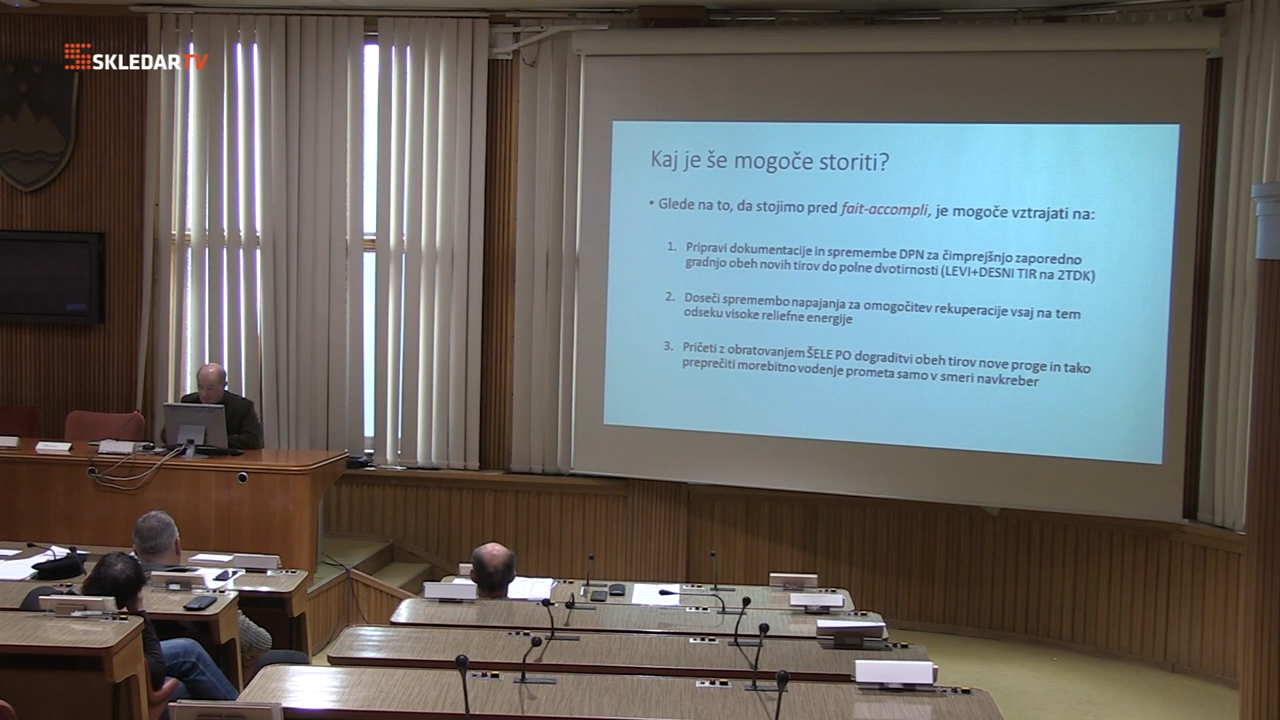 SKLEDARTV
Kaj je še mogoče storiti?
• Glede na to, da stojimo pred fait-accompli, je mogoče vztrajati na:
1. Pripravi dokumentacije in spremembe DPN za čimprejšnjo zaporedno
gradnjo obeh novih tirov do polne dvotirnosti (LEVI+DESNI TIR na 2TDK)
2. Doseči spremembo napajanja za omogočitev rekuperacije vsaj na tem
odseku visoke reliefne energije
3. Pričeti z obratovanjem ŠELE PO dograditvi obeh tirov nove proge in tako
preprečiti morebitno vodenje prometa samo v smeri navkreber